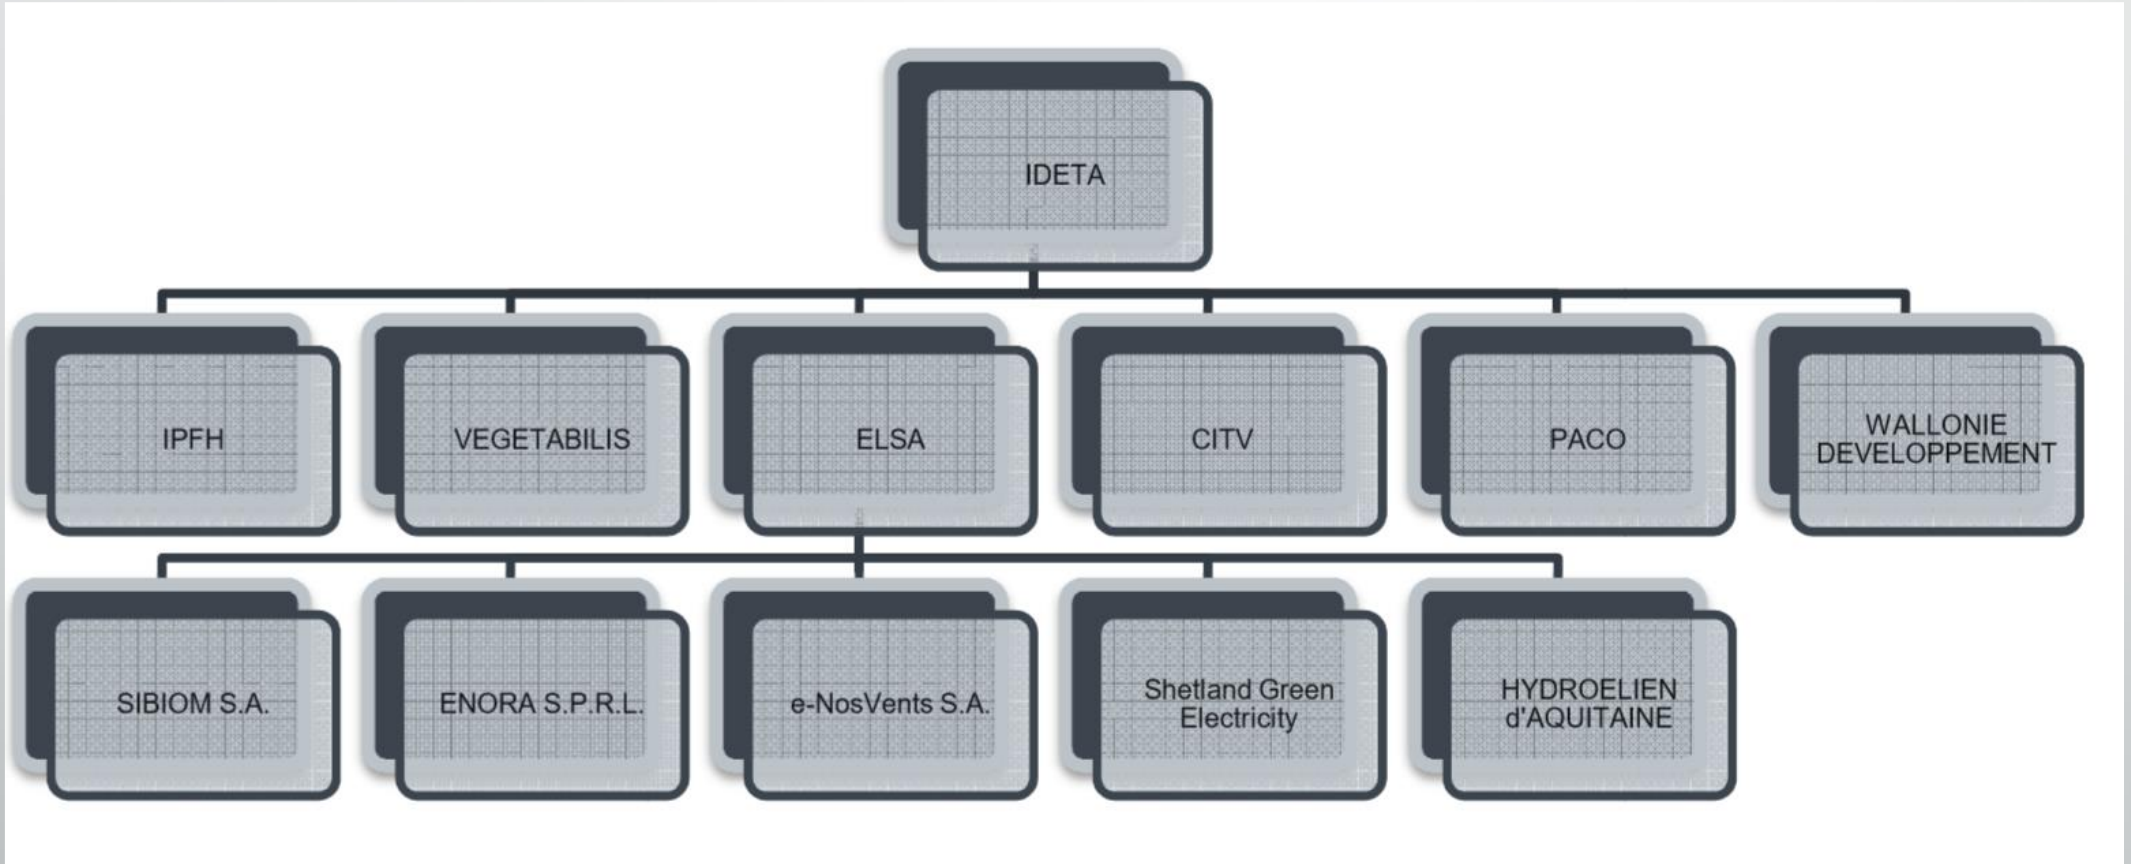 IDETA
IPFH
VEGETABILIS
ELSA
CITV
PACO
WALLONIE
DEVELOPPEMENT
SIBIOM S.A.
ENORA S.P.R.L.
e-NosVents S.A.
Shetland Green
Electricity
HYDROELIEN
d'AQUITAINE